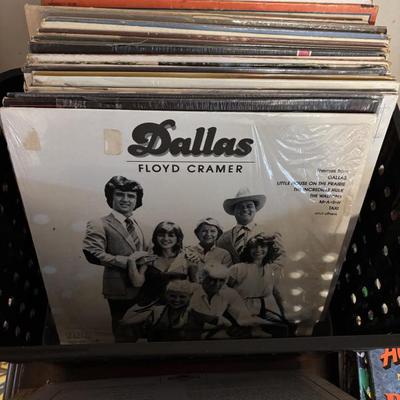 Dallas
FLOYD CRAMER
Themes from
DALLAS
LITTLE HOUSE ON THE PRAIRIE
THE INCREDIBLE HULK
THE WALTONS
M•A•S•H
TAXI
and others